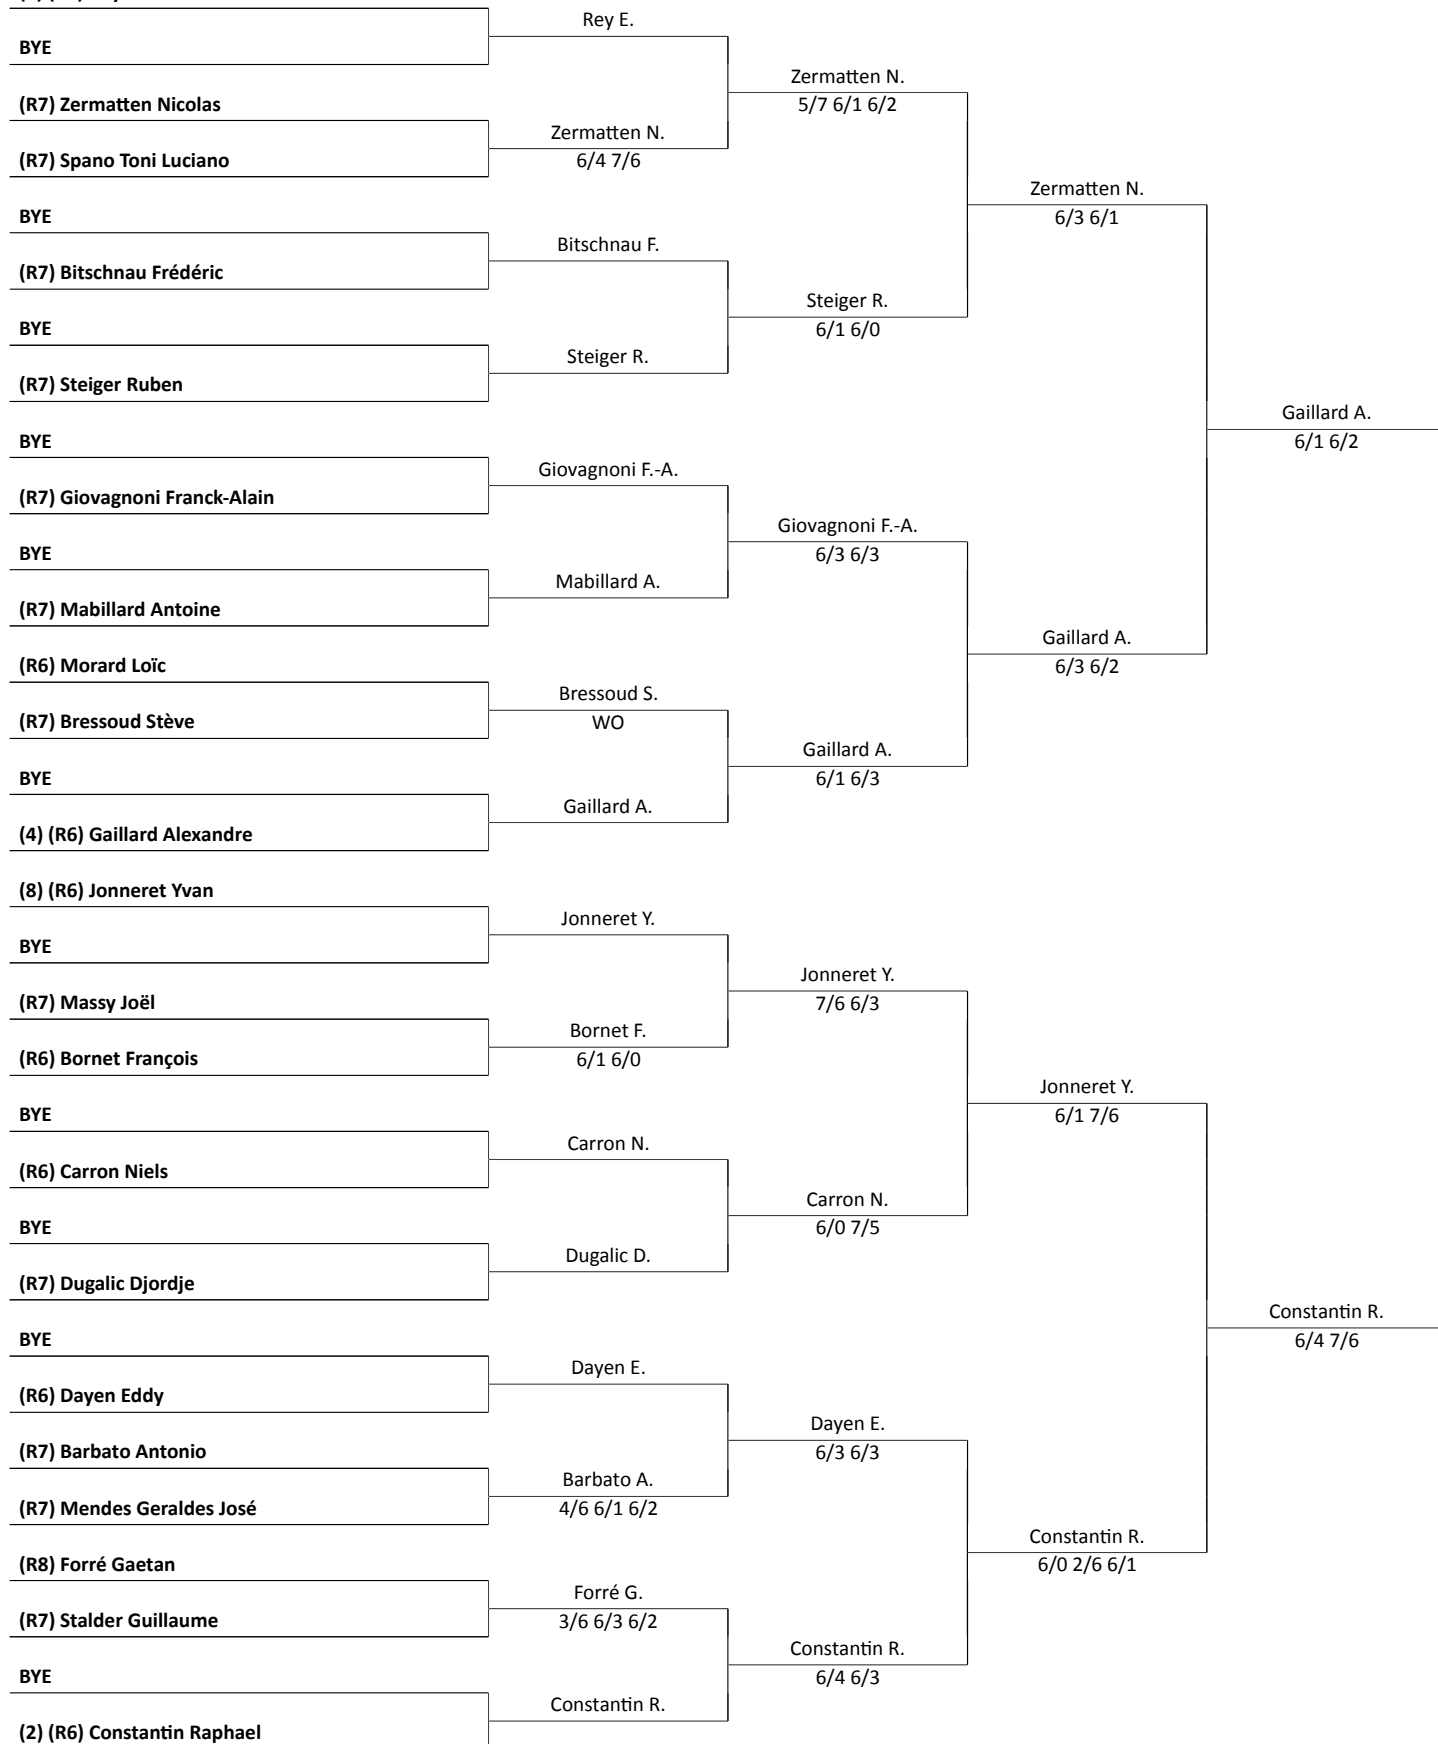 Rey E.
BYE
Zermatten N.
(R7) Zermatten Nicolas
5/7 6/1 6/2
Zermatten N.
(R7) Spano Toni Luciano
6/4 7/6
Zermatten N.
BYE
6/3 6/1
Bitschnau F.
(R7) Bitschnau Frédéric
Steiger R.
BYE
6/1 6/0
Steiger R.
(R7) Steiger Ruben
Gaillard A.
BYE
6/1 6/2
Giovagnoni F.-A.
(R7) Giovagnoni Franck-Alain
Giovagnoni F.-A.
BYE
6/3 6/3
Mabillard A.
(R7) Mabillard Antoine
Gaillard A.
(R6) Morard Loïc
6/3 6/2
Bressoud S.
(R7) Bressoud Stève
WO
Gaillard A.
BYE
6/1 6/3
Gaillard A.
(4) (R6) Gaillard Alexandre
(8) (R6) Jonneret Yvan
Jonneret Y.
BYE
Jonneret Y.
(R7) Massy Joël
7/6 6/3
Bornet F.
(R6) Bornet François
6/1 6/0
Jonneret Y.
BYE
6/1 7/6
Carron N.
(R6) Carron Niels
Carron N.
BYE
6/0 7/5
Dugalic D.
(R7) Dugalic Djordje
Constantin R.
BYE
6/4 7/6
Dayen E.
(R6) Dayen Eddy
Dayen E.
(R7) Barbato Antonio
6/3 6/3
Barbato A.
(R7) Mendes Geraldes José
4/6 6/1 6/2
Constantin R.
(R8) Forré Gaetan
6/0 2/6 6/1
Forré G.
(R7) Stalder Guillaume
3/6 6/3 6/2
Constantin R.
BYE
6/4 6/3
Constantin R.
(2) (R6) Constantin Raphael